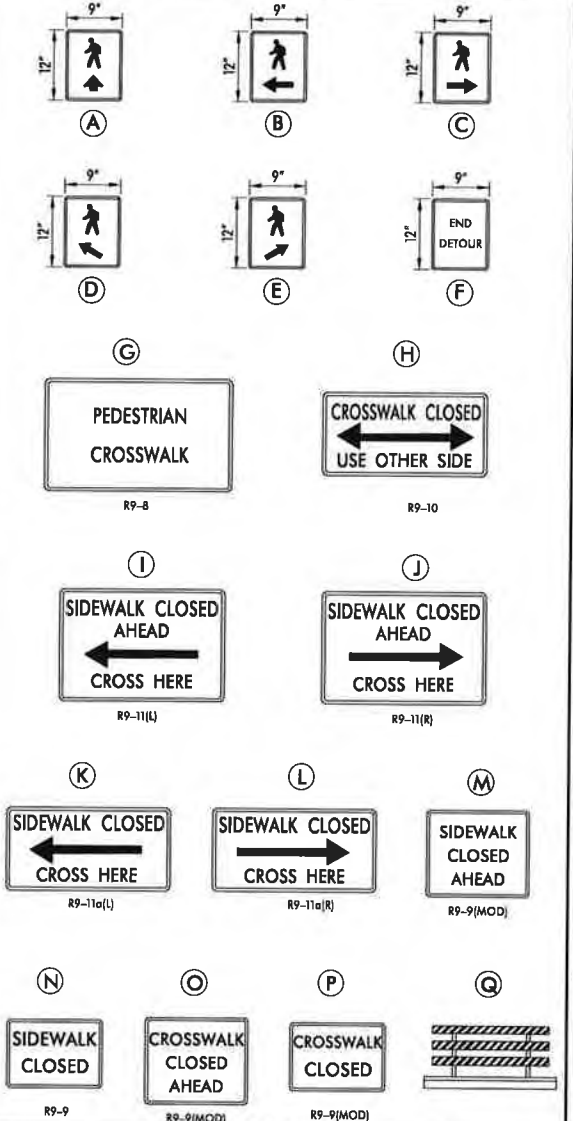 9"
9"
9"
12"
12"
12"
A
B
C
9"
9"
9"
12"
12"
12"
END
DETOUR
D
E
F
G
H
PEDESTRIAN
CROSSWALK
CROSSWALK CLOSED
USE OTHER SIDE
R9-8
R9-10
I
J
SIDEWALK CLOSED
AHEAD
CROSS HERE
SIDEWALK CLOSED
AHEAD
CROSS HERE
R9-11(L)
R9-11(R)
K
L
M
SIDEWALK CLOSED
CROSS HERE
SIDEWALK CLOSED
CROSS HERE
SIDEWALK
CLOSED
AHEAD
R9-11a(L)
R9-11a(R)
R9-9(MOD)
N
O
P
Q
SIDEWALK
CLOSED
CROSSWALK
CLOSED
AHEAD
CROSSWALK
CLOSED
R9-9
R9-9(MOD)
R9-9(MOD)